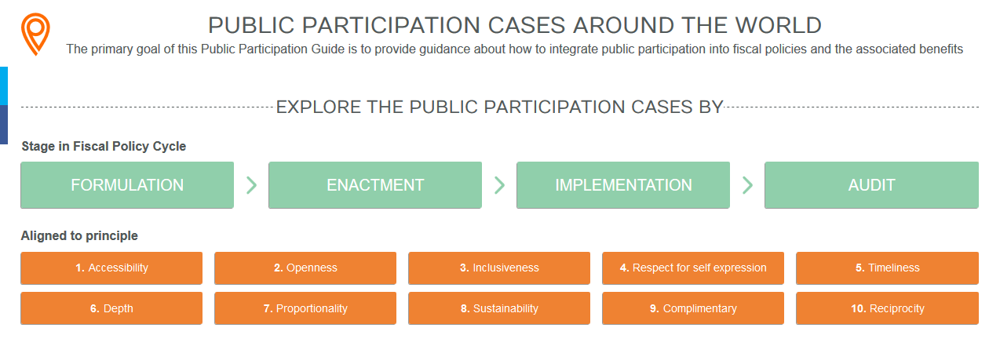 PUBLIC PARTICIPATION CASES AROUND THE WORLD
The primary goal of this Public Participation Guide is to provide guidance about how to integrate public participation into fiscal policies and the associated benefits
EXPLORE THE PUBLIC PARTICIPATION CASES BY
Stage in Fiscal Policy Cycle
FORMULATION
ENACTMENT
IMPLEMENTATION
AUDIT
Aligned to principle
1. Accessibility
2. Openness
3. Inclusiveness
4. Respect for self expression
5. Timeliness
6. Depth
7. Proportionality
8. Sustainability
9. Complimentary
10. Reciprocity